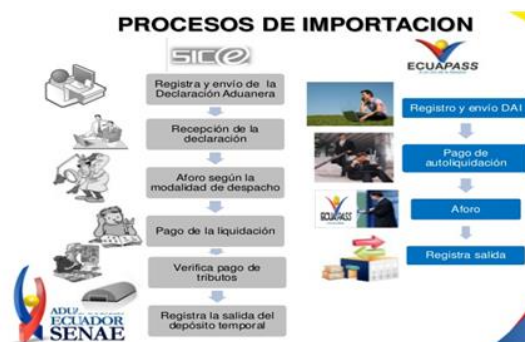 PROCESOS DE IMPORTACION
SICe
Registra y envío de la
Declaración Aduanera
Recepción de la
declaración
Aforo según la
modalidad de despacho
Pago de la liquidación
Verifica pago de
tributos
Registra la salida del
depósito temporal
ECUAPASS
Registro y envío DAI
Pago de
autoliquidación
Aforo
ECUAPASS
Registra salida
ECUADOR
SENAE